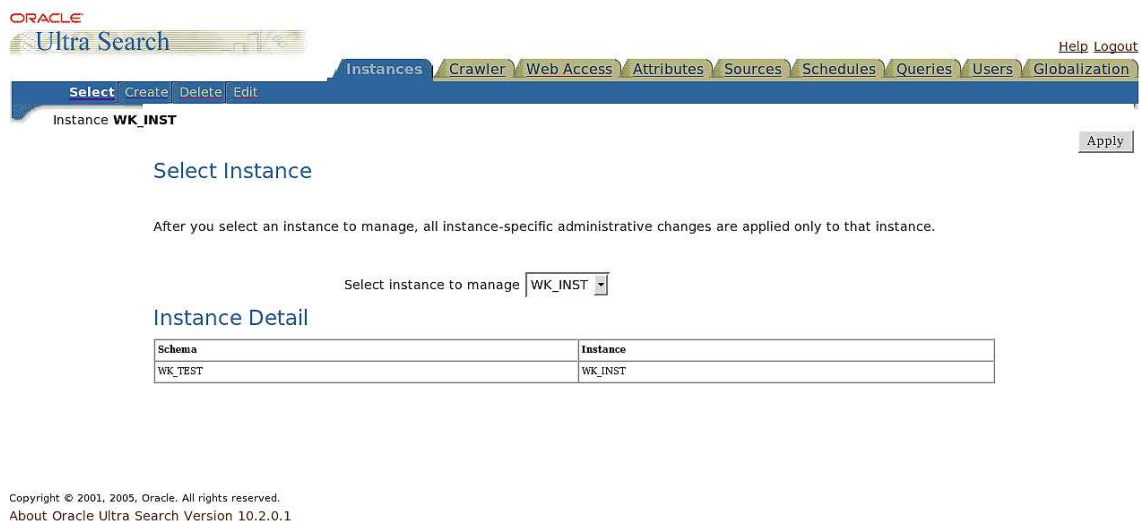 ORACLE
Ultra Search
Help Logout
Instances Crawler Web Access Attributes Sources Schedules Queries Users Globalization
Select Create Delete Edit
Instance WK_INST
Apply
Select Instance
After you select an instance to manage, all instance-specific administrative changes are applied only to that instance.
Select instance to manage WK_INST
Instance Detail
Schema Instance
WK_TEST WK_INST
Copyright © 2001, 2005, Oracle. All rights reserved.
About Oracle Ultra Search Version 10.2.0.1